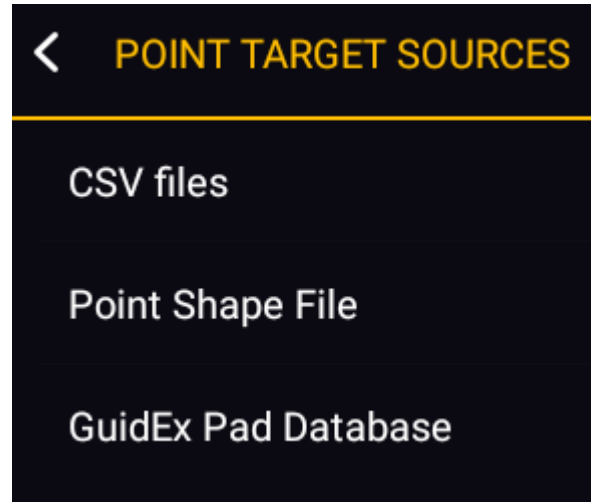 POINT TARGET SOURCES
CSV files
Point Shape File
GuidEx Pad Database